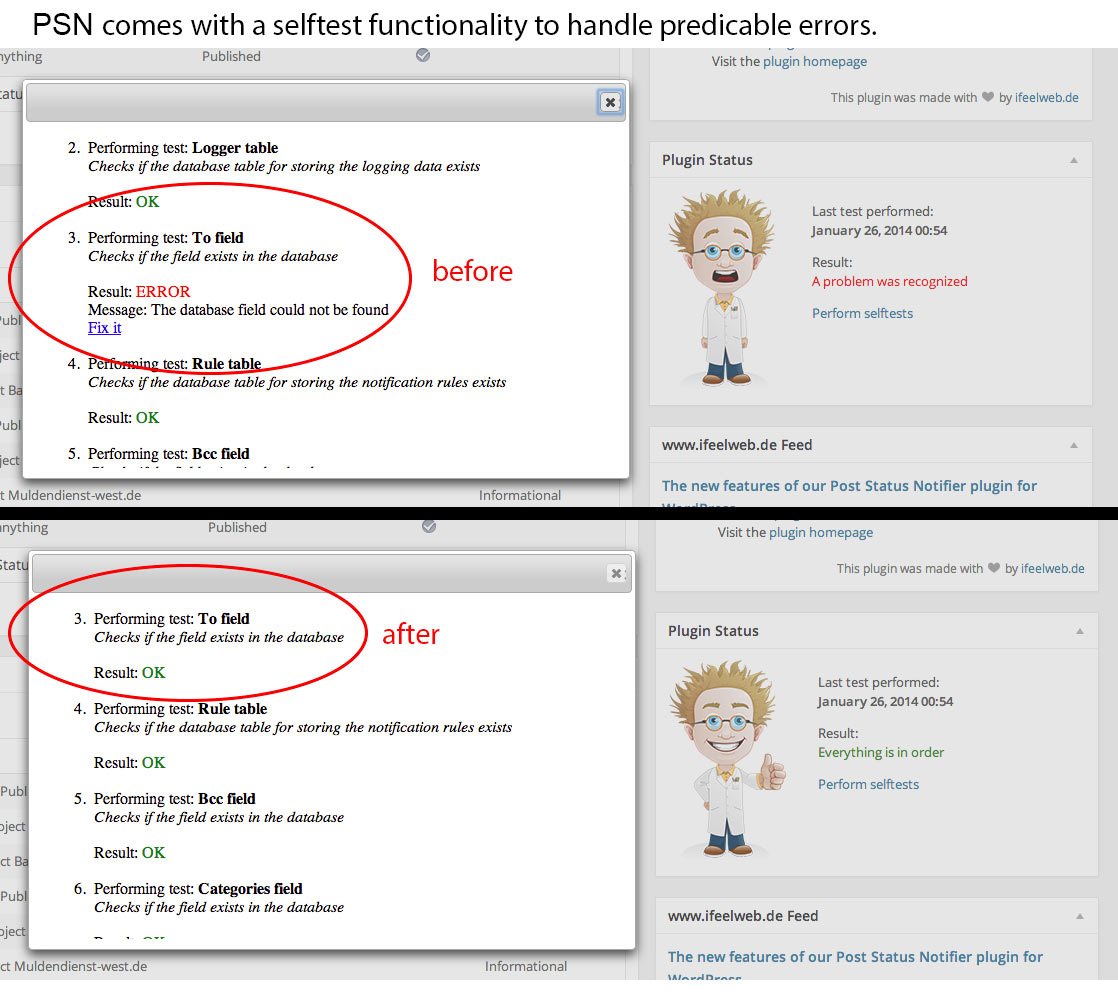 PSN comes with a selftest functionality to handle predicable errors.
nything Published
Visit the plugin homepage
This plugin was made with by ifeelweb.de
2. Performing test: Logger table
Checks if the database table for storing the logging data exists
Result: OK
3. Performing test: To field
Checks if the field exists in the database
Result: ERROR
Message: The database field could not be found
Fix it
4. Performing test: Rule table
Checks if the database table for storing the notification rules exists
Result: OK
5. Performing test: Bcc field
before
Plugin Status
Last test performed:
January 26, 2014 00:54
Result:
A problem was recognized
Perform selftests
www.ifeelweb.de Feed
The new features of our Post Status Notifier plugin for
WordPress
t Muldendienst-west.de Informational
nything Published
Visit the plugin homepage
This plugin was made with by ifeelweb.de
3. Performing test: To field
Checks if the field exists in the database
Result: OK
4. Performing test: Rule table
Checks if the database table for storing the notification rules exists
Result: OK
5. Performing test: Bcc field
Checks if the field exists in the database
Result: OK
6. Performing test: Categories field
Checks if the field exists in the database
after
Plugin Status
Last test performed:
January 26, 2014 00:54
Result:
Everything is in order
Perform selftests
www.ifeelweb.de Feed
The new features of our Post Status Notifier plugin for
WordPress
ct Muldendienst-west.de Informational